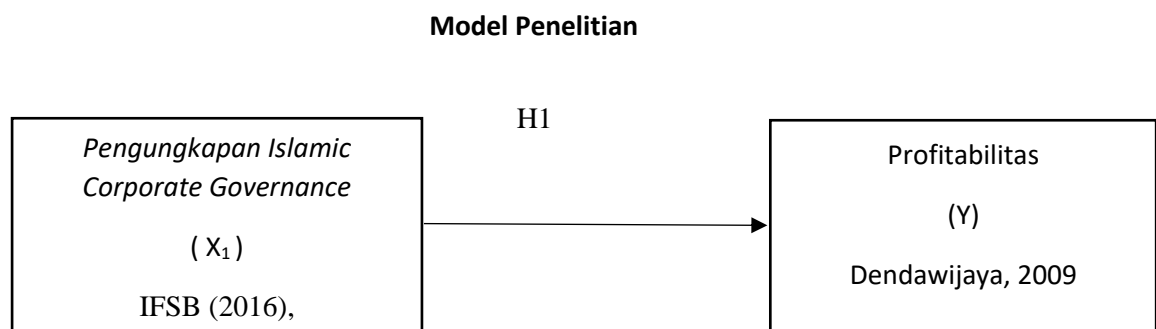 Model Penelitian
H1
Pengungkapan Islamic
Corporate Governance
( X₁ )
IFSB (2016),
Profitabilitas
(Y)
Dendawijaya, 2009